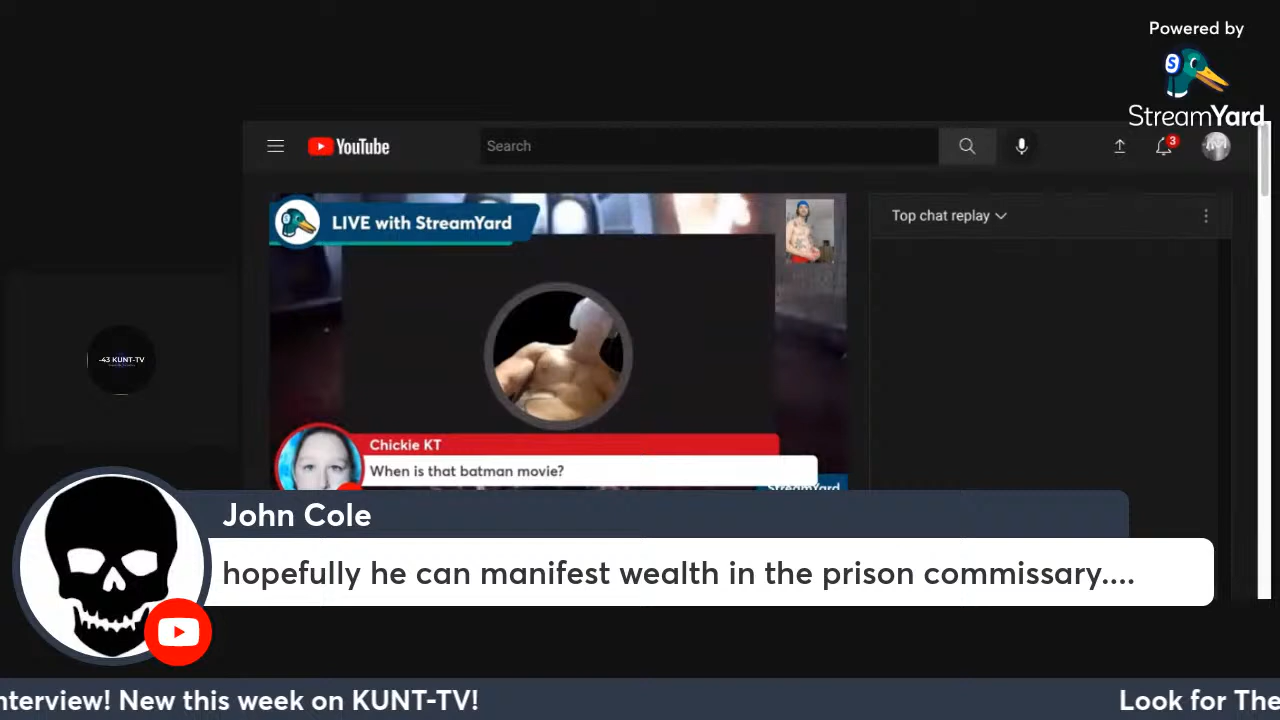 Powered by
StreamYard
YouTube
Search
3
LIVE with StreamYard
Top chat replay
-43 KUNT-TV
Chickie KT
When is that batman movie?
StreamYard
John Cole
hopefully he can manifest wealth in the prison commissary....
nterview! New this week on KUNT-TV!
Look for The